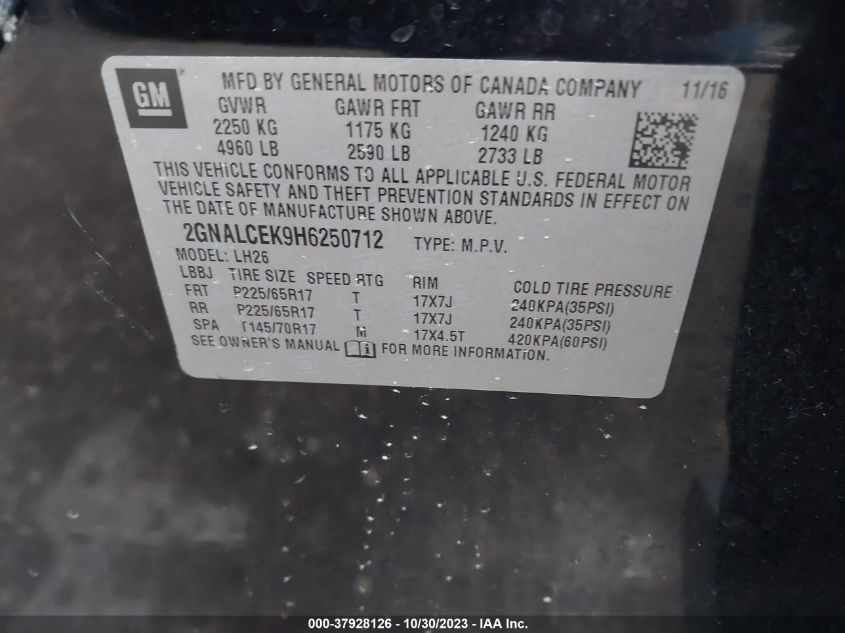 GM MFD BY GENERAL MOTORS OF CANADA COMPANY 11/16
GVWR GAWR FRT GAWR RR
2250 KG 1175 KG 1240 KG
4960 LB 2590 LB 2733 LB
THIS VEHICLE CONFORMS TO ALL APPLICABLE U.S. FEDERAL MOTOR
VEHICLE SAFETY AND THEFT PREVENTION STANDARDS IN EFFECT ON
THE DATE OF MANUFACTURE SHOWN ABOVE.
2GNALCEK9H6250712 TYPE: M.P.V.
MODEL: LH26
LBBJ TIRE SIZE SPEED RTG RIM COLD TIRE PRESSURE
FRT P225/65R17 T 17X7J 240KPA(35PSI)
RR P225/65R17 T 17X7J 240KPA(35PSI)
SPA T145/70R17 M 17X4.5T 420KPA(60PSI)
SEE OWNER'S MANUAL FOR MORE INFORMATION.
000-37928126 - 10/30/2023 - IAA Inc.